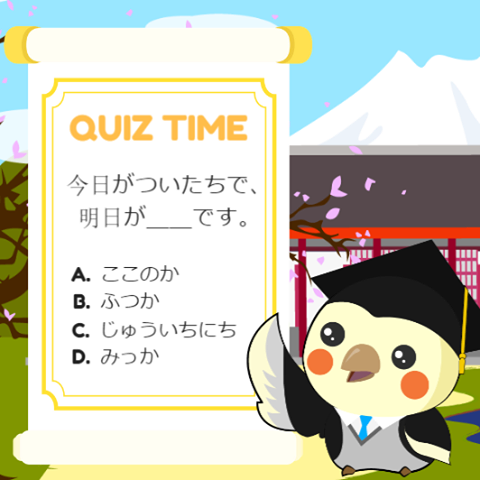 QUIZ TIME
今日がついたちで、
明日が____です。
A. ここのか
B. ふつか
C. じゅういちにち
D. みっか